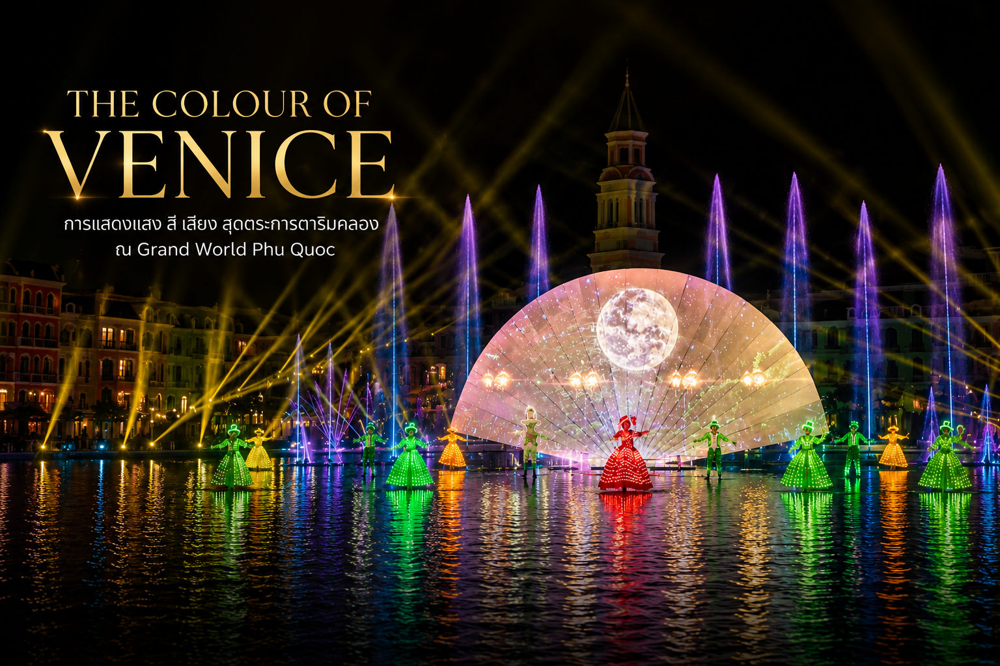 THE COLOUR OF
VENICE
การแสดงแสง สี เสียง สุดตระการตาริมคลอง
ณ Grand World Phu Quoc